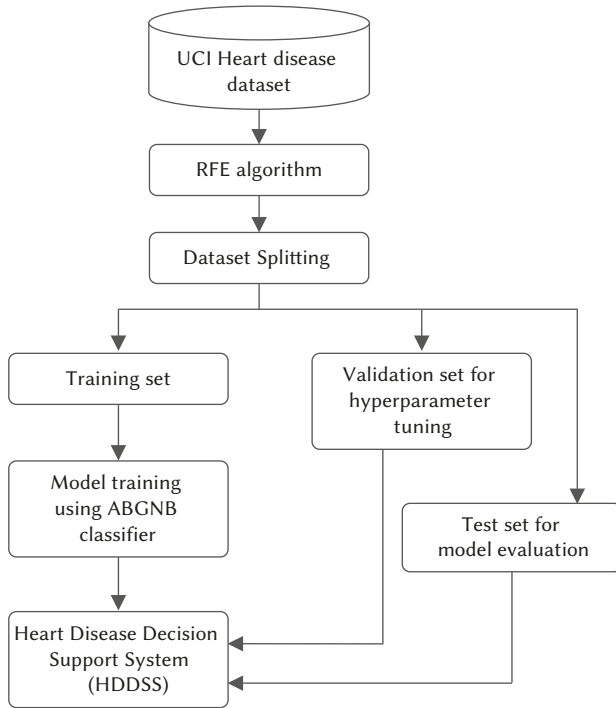 UCI Heart disease
dataset
RFE algorithm
Dataset Splitting
Training set
Validation set for
hyperparameter
tuning
Model training
using ABGNB
classifier
Test set for
model evaluation
Heart Disease Decision
Support System
(HDDSS)